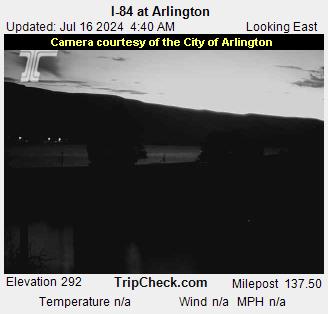 I-84 at Arlington
Updated: Jul 16 2024 4:40 AM Looking East
Camera courtesy of the City of Arlington
Elevation 292 TripCheck.com Milepost 137.50
Temperature n/a Wind n/a MPH n/a